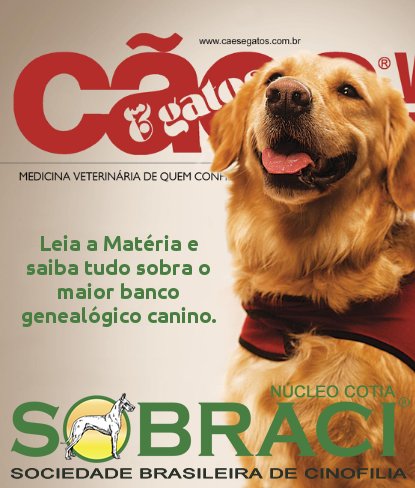 www.caesegatos.com.br
cães®
& gatos
MEDICINA VETERINÁRIA DE QUEM
Leia a Matéria e
saiba tudo sobra o
maior banco
genealógico canino.
NÚCLEO COTIA
SOBRACI®
SOCIEDADE BRASILEIRA DE CINOFILIA